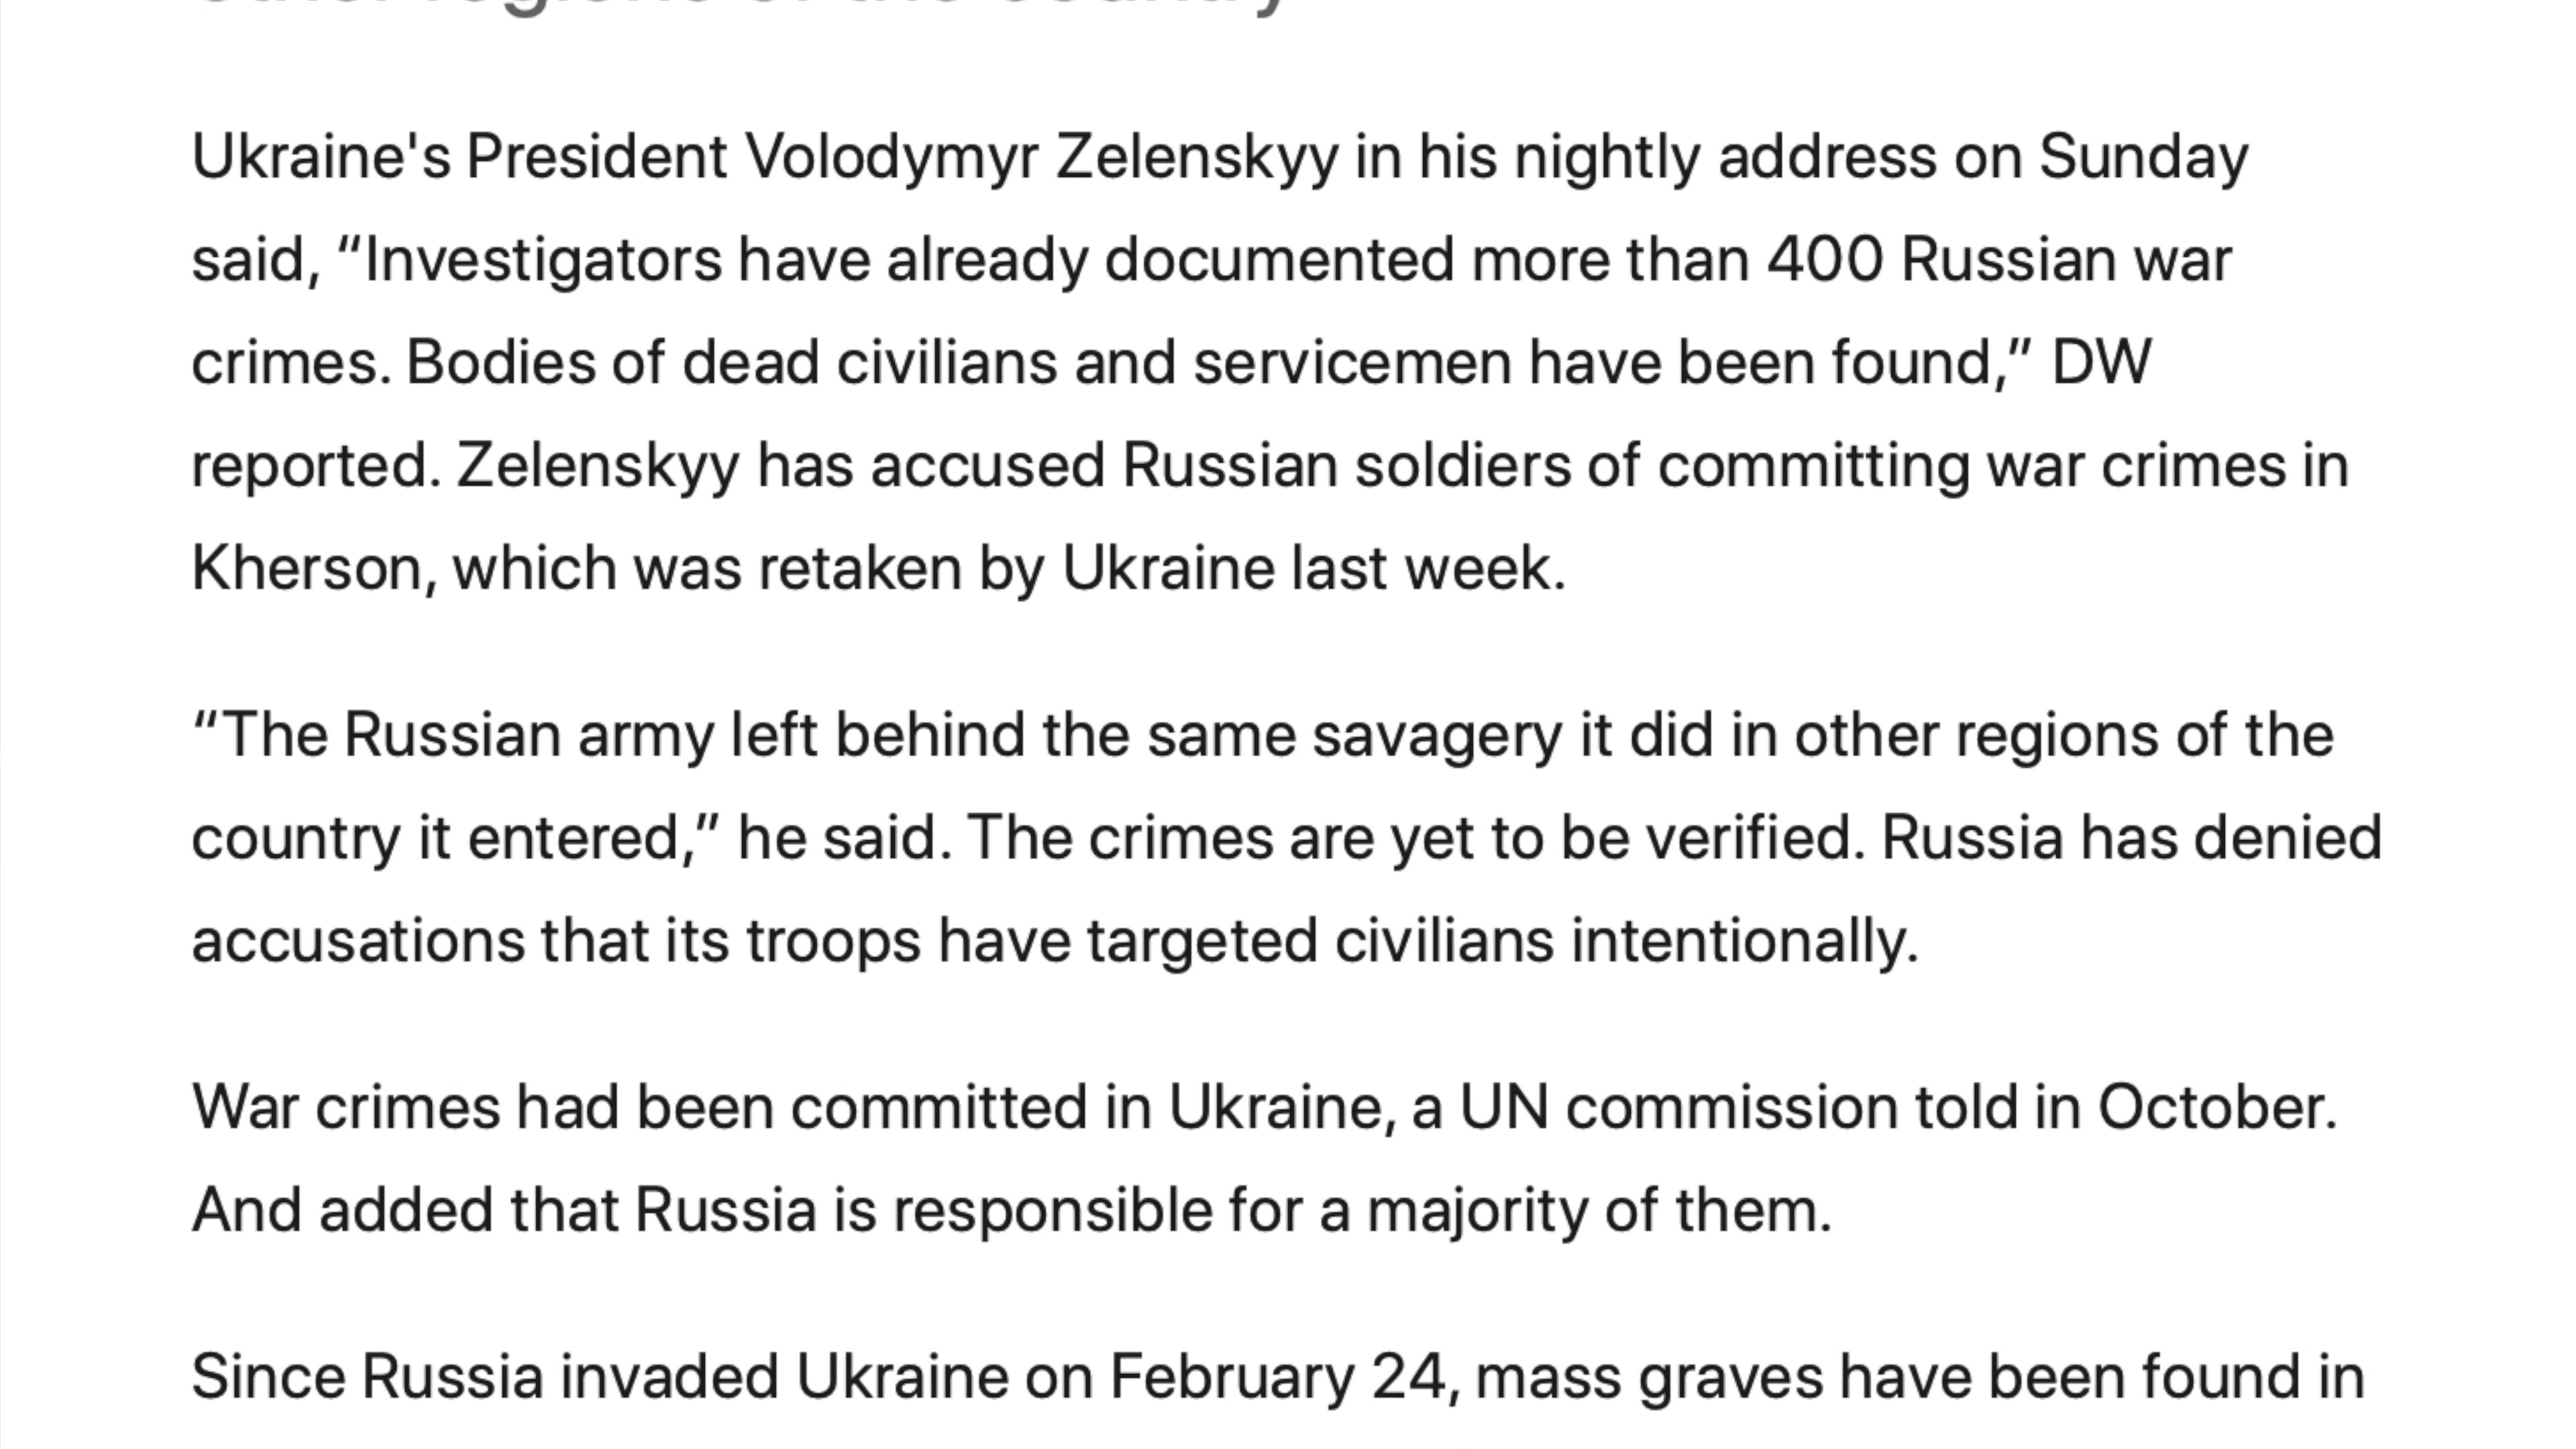 other regions of the country
Ukraine's President Volodymyr Zelenskyy in his nightly address on Sunday
said, “Investigators have already documented more than 400 Russian war
crimes. Bodies of dead civilians and servicemen have been found,” DW
reported. Zelenskyy has accused Russian soldiers of committing war crimes in
Kherson, which was retaken by Ukraine last week.
“The Russian army left behind the same savagery it did in other regions of the
country it entered,” he said. The crimes are yet to be verified. Russia has denied
accusations that its troops have targeted civilians intentionally.
War crimes had been committed in Ukraine, a UN commission told in October.
And added that Russia is responsible for a majority of them.
Since Russia invaded Ukraine on February 24, mass graves have been found in